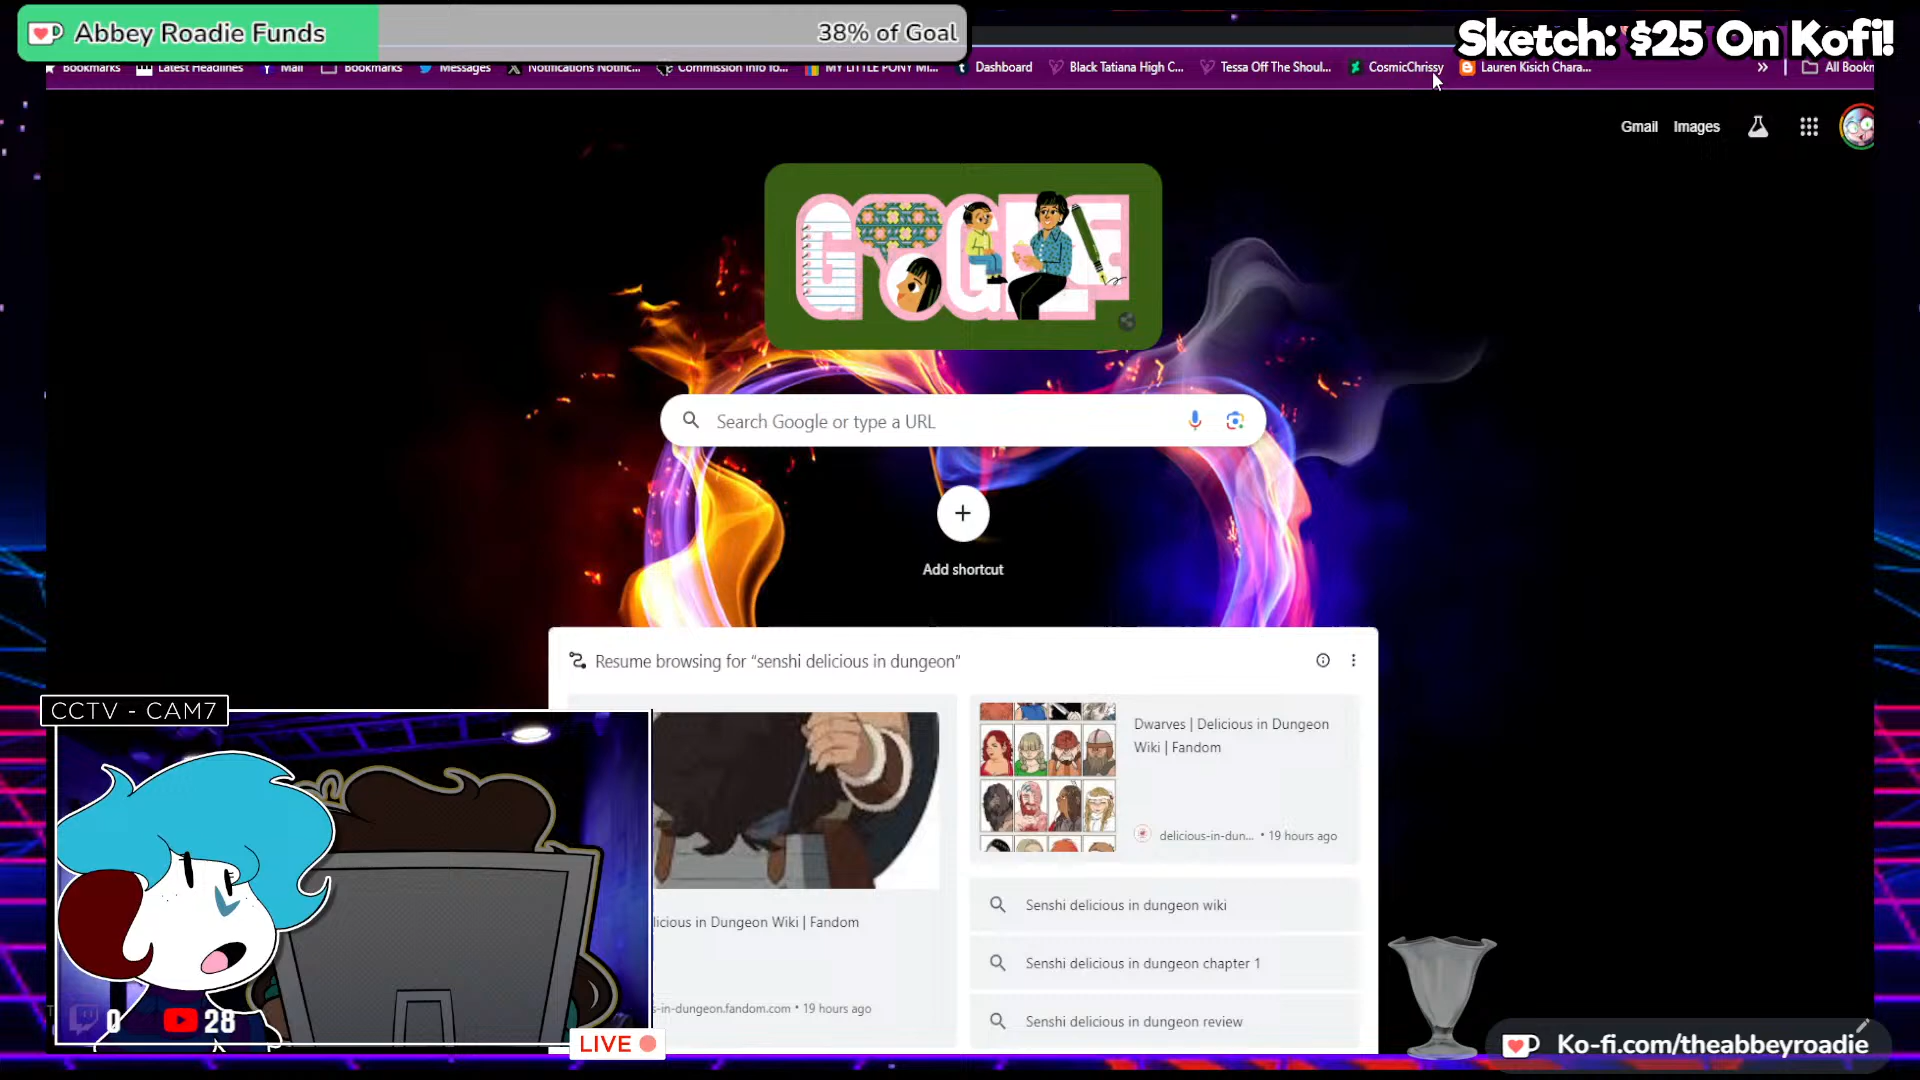 Abbey Roadie Funds
38% of Goal
Sketch: $25 On Kofi!
Bookmarks
Latest Headlines
Mail
Bookmarks
Messages
Notifications Notific...
Commission Info fo...
MY LITTLE PONY MI...
Dashboard
Black Tatiana High C...
Tessa Off The Shoul...
CosmicChrissy
Lauren Kisich Chara...
All Bookm
Gmail
Images
GOOGLE
Search Google or type a URL
Add shortcut
Resume browsing for “senshi delicious in dungeon”
CCTV - CAM7
Dwarves | Delicious in Dungeon
Wiki | Fandom
delicious-in-dun... • 19 hours ago
licious in Dungeon Wiki | Fandom
s-in-dungeon.fandom.com • 19 hours ago
Senshi delicious in dungeon wiki
Senshi delicious in dungeon chapter 1
Senshi delicious in dungeon review
0
28
LIVE
Ko-fi.com/theabbeyroadie